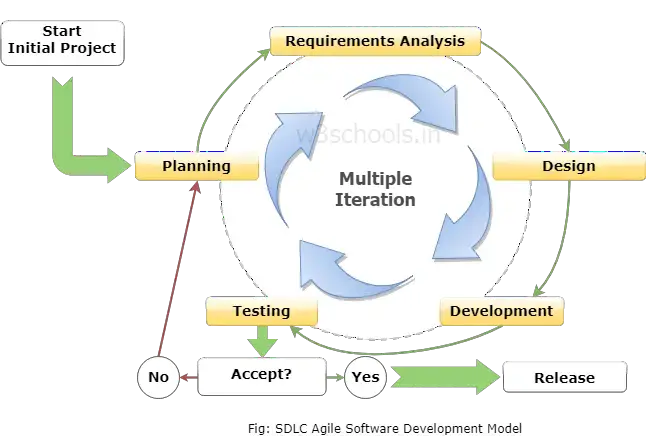 Start
Initial Project
Requirements Analysis
w3schools.in
Planning
Design
Multiple
Iteration
Testing
Development
No
Accept?
Yes
Release
Fig: SDLC Agile Software Development Model